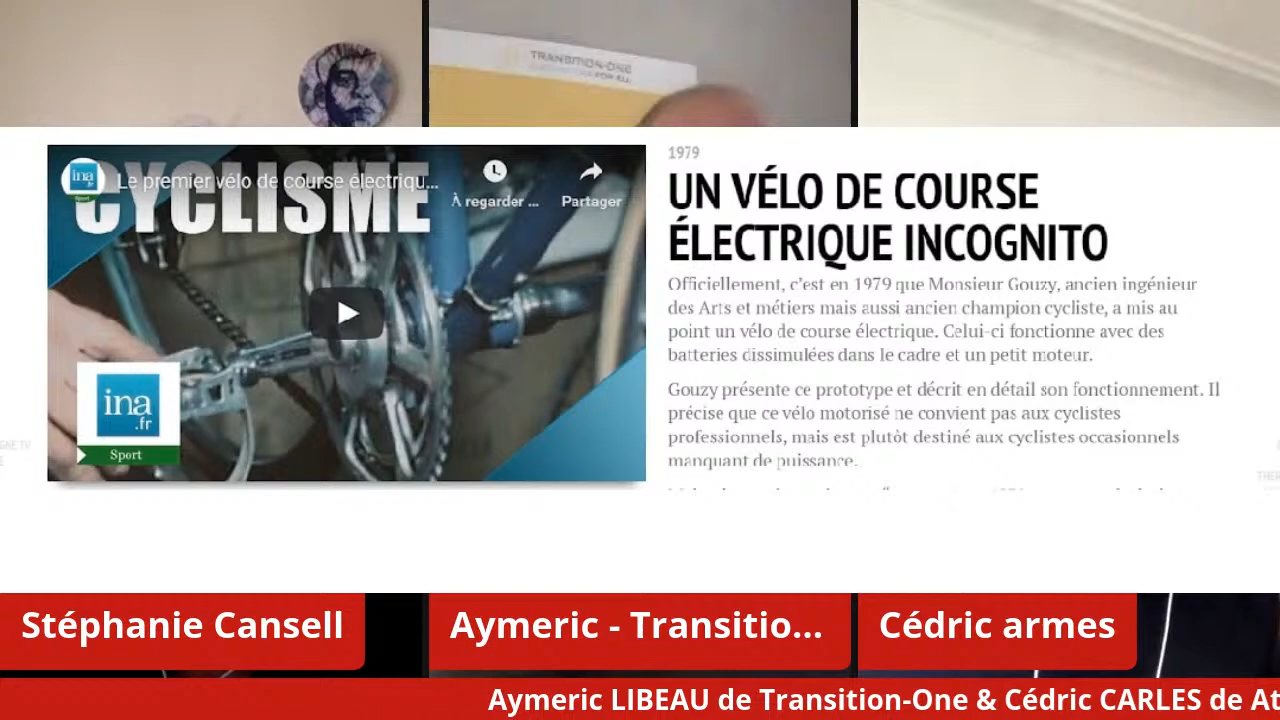 TRANSITION-ONE
ina
.fr
Sport
Le premier vélo de course électriqu...
À regarder ...
Partager
CYCLISME
ina
.fr
Sport
1979
UN VÉLO DE COURSE
ÉLECTRIQUE INCOGNITO
Officiellement, c'est en 1979 que Monsieur Gouzy, ancien ingénieur
des Arts et métiers mais aussi ancien champion cycliste, a mis au
point un vélo de course électrique. Celui-ci fonctionne avec des
batteries dissimulées dans le cadre et un petit moteur.
Gouzy présente ce prototype et décrit en détail son fonctionnement. Il
précise que ce vélo motorisé ne convient pas aux cyclistes
professionnels, mais est plutôt destiné aux cyclistes occasionnels
manquant de puissance.
Stéphanie Cansell
Aymeric - Transitio...
Cédric armes
Aymeric LIBEAU de Transition-One & Cédric CARLES de At